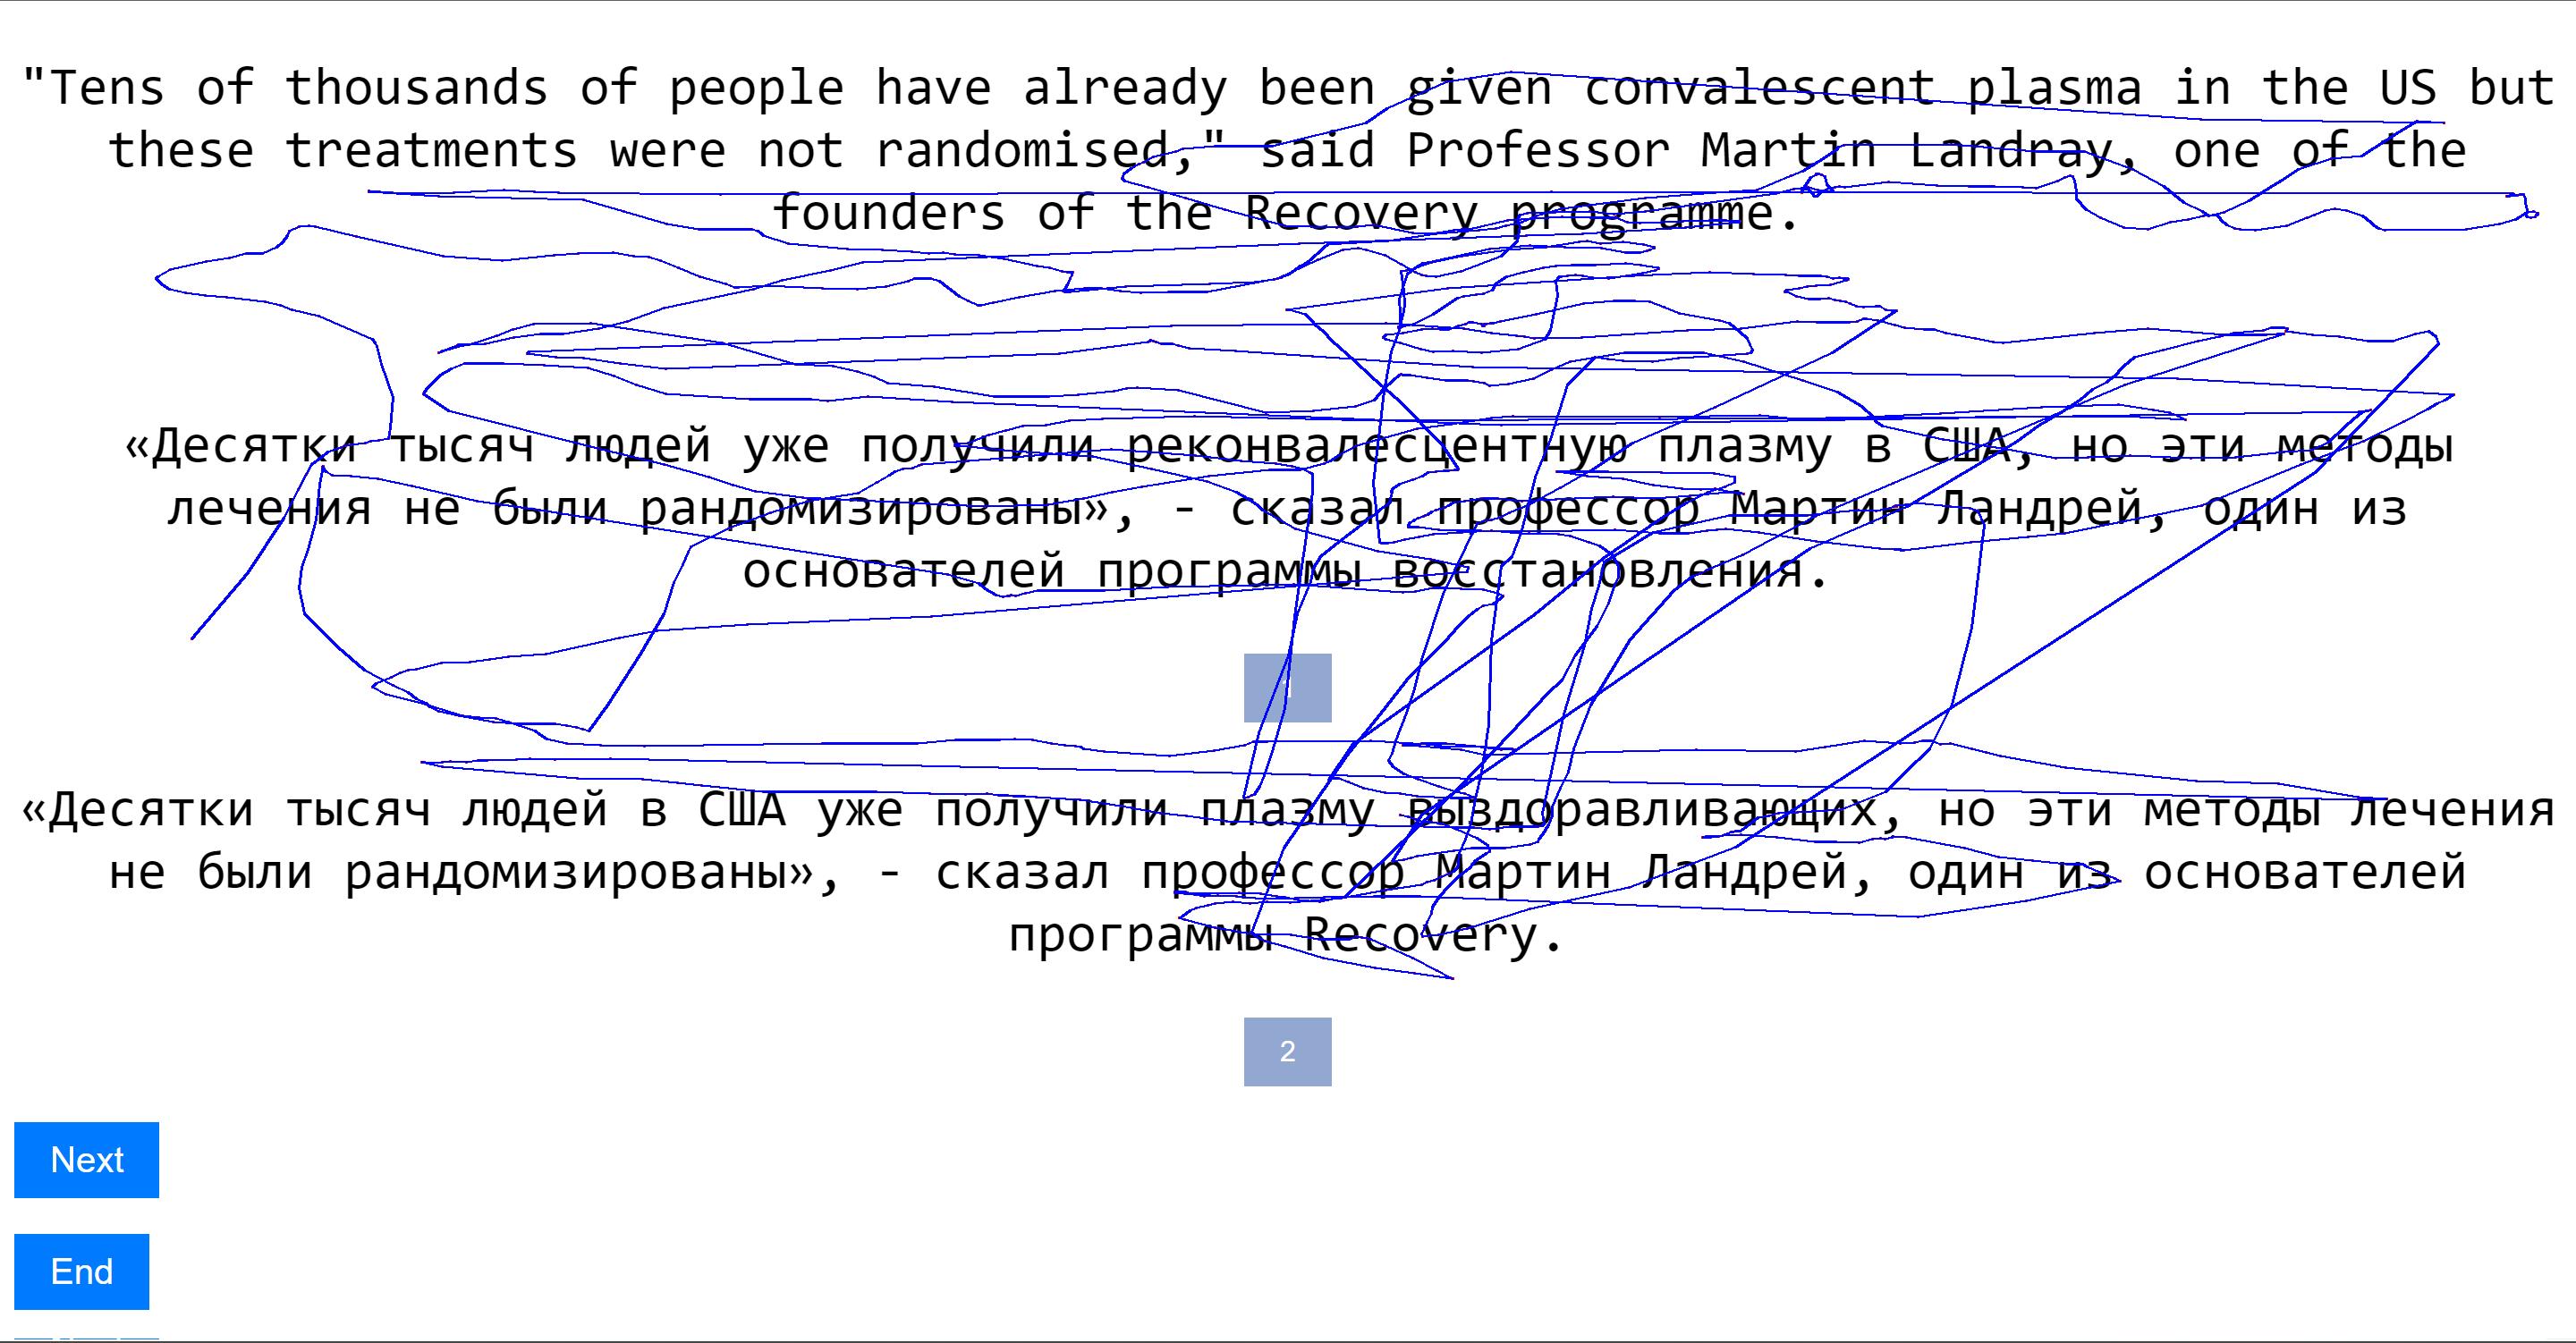 "Tens of thousands of people have already been given convalescent plasma in the US but
these treatments were not randomised," said Professor Martin Landray, one of the
founders of the Recovery programme.
«Десятки тысяч людей уже получили реконвалесцентную плазму в США, но эти методы
лечения не были рандомизированы», - сказал профессор Мартин Ландрей, один из
основателей программы восстановления.
1
«Десятки тысяч людей в США уже получили плазму выздоравливающих, но эти методы лечения
не были рандомизированы», - сказал профессор Мартин Ландрей, один из основателей
программы Recovery.
2
Next
End